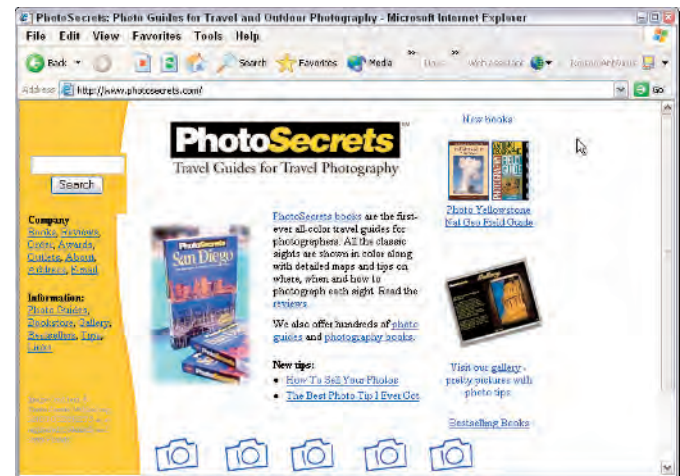 PhotoSecrets: Photo Guides for Travel and Outdoor Photography - Microsoft Internet Explorer
File Edit View Favorites Tools Help
Back Search Favorites Media
Address http://www.photosecrets.com/ Go
PhotoSecrets™
Travel Guides for Travel Photography
Search
Company
Books, Reviews,
Order, Awards,
Outlets, About,
Address, E-mail
Information:
Photo Guides,
Bookstore, Gallery,
Bestsellers, Tips,
Links
PhotoSecrets
San Diego
PhotoSecrets books are the first-
ever all-color travel guides for
photographers. All the classic
sights are shown in color along
with detailed maps and tips on
where, when and how to
photograph each sight. Read the
reviews.
We also offer hundreds of photo
guides and photography books.
New tips:
• How To Sell Your Photos
• The Best Photo Tip I Ever Got
New books
FIELD
GUIDE
Photo Yellowstone
Nat Geo Field Guide
Gallery
Visit our gallery -
pretty pictures with
photo tips
Bestselling Books